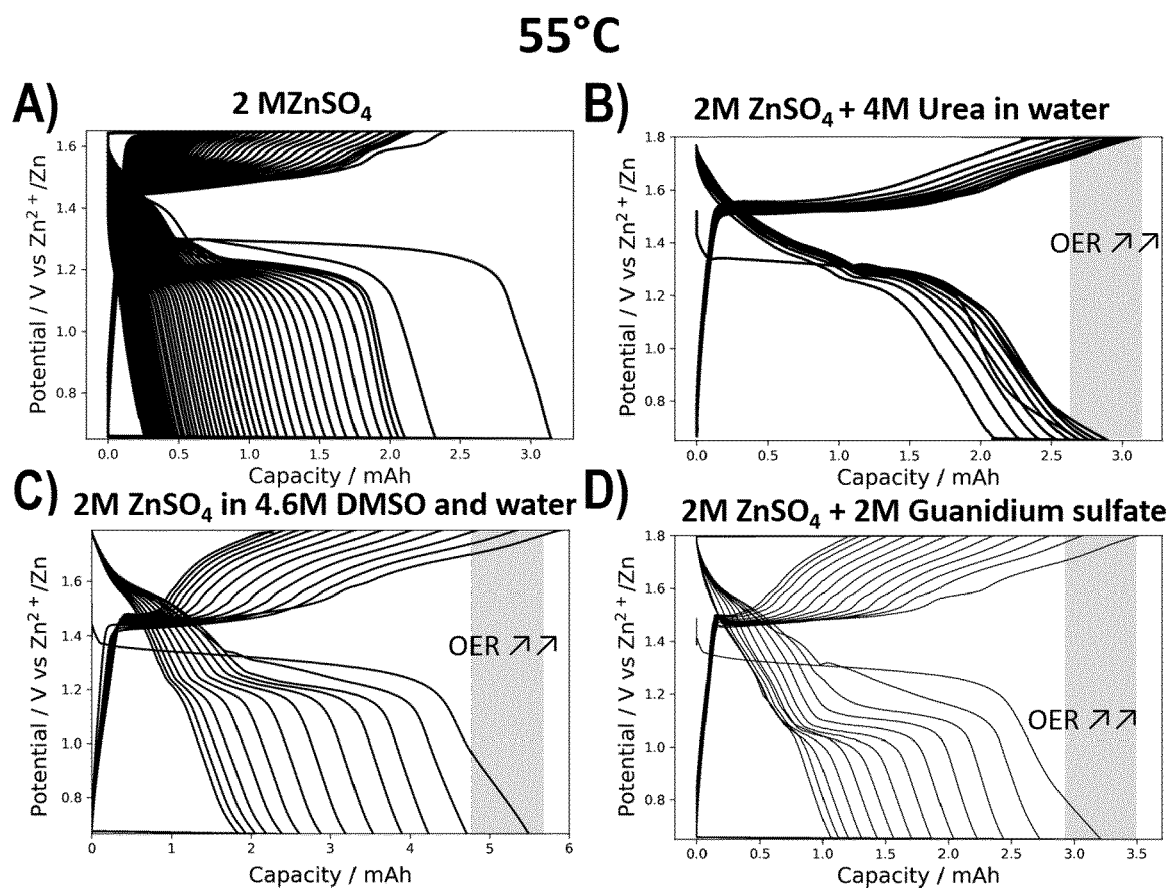 55°C
A) 2 MZnSO₄
Potential / V vs Zn²⁺/Zn
1.6
1.4
1.2
1.0
0.8
0.0 0.5 1.0 1.5 2.0 2.5 3.0
Capacity / mAh
B) 2M ZnSO₄ + 4M Urea in water
Potential / V vs Zn²⁺/Zn
1.8
1.6
1.4
1.2
1.0
0.8
OER ↗↗
0.0 0.5 1.0 1.5 2.0 2.5 3.0
Capacity / mAh
C) 2M ZnSO₄ in 4.6M DMSO and water
Potential / V vs Zn²⁺/Zn
1.6
1.4
1.2
1.0
0.8
OER ↗↗
0 1 2 3 4 5 6
Capacity / mAh
D) 2M ZnSO₄ + 2M Guanidium sulfate
Potential / V vs Zn²⁺/Zn
1.8
1.6
1.4
1.2
1.0
0.8
OER ↗↗
0.0 0.5 1.0 1.5 2.0 2.5 3.0 3.5
Capacity / mAh